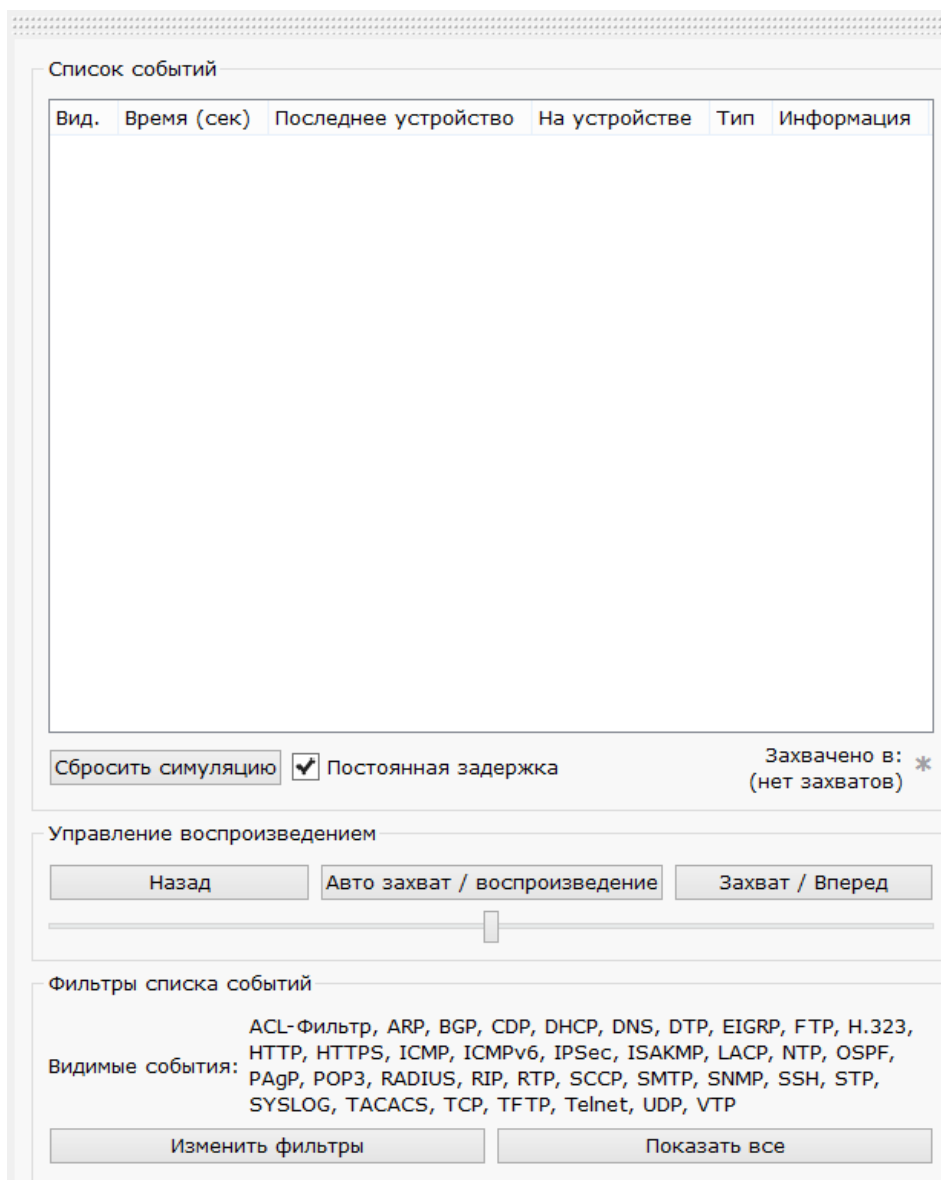 Список событий
Вид. Время (сек) Последнее устройство На устройстве Тип Информация
Сбросить симуляцию Постоянная задержка
Захвачено в:
(нет захватов)
*
Управление воспроизведением
Назад Авто захват / воспроизведение Захват / Вперед
Фильтры списка событий
Видимые события:
ACL-Фильтр, ARP, BGP, CDP, DHCP, DNS, DTP, EIGRP, FTP, H.323,
HTTP, HTTPS, ICMP, ICMPv6, IPSec, ISAKMP, LACP, NTP, OSPF,
PAgP, POP3, RADIUS, RIP, RTP, SCCP, SMTP, SNMP, SSH, STP,
SYSLOG, TACACS, TCP, TFTP, Telnet, UDP, VTP
Изменить фильтры Показать все